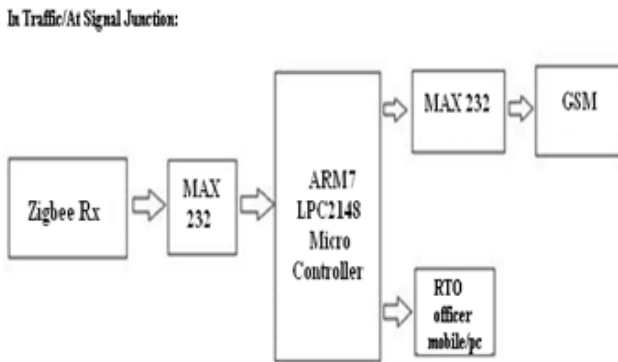 In Traffic/At Signal Junction:
Zigbee Rx
MAX
232
ARM7
LPC2148
Micro
Controller
MAX 232
GSM
RTO
officer
mobile/pc